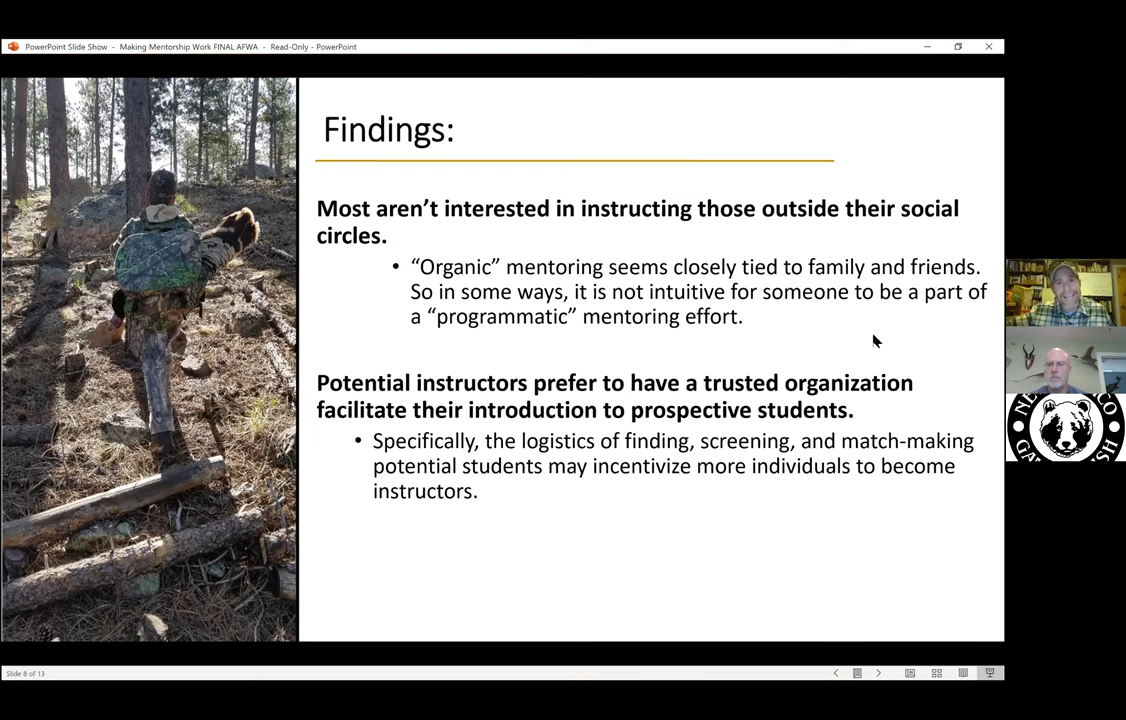 PowerPoint Slide Show - Making Mentorship Work FINAL AFWA - Read-Only - PowerPoint
Findings:
Most aren’t interested in instructing those outside their social
circles.
• “Organic” mentoring seems closely tied to family and friends.
So in some ways, it is not intuitive for someone to be a part of
a “programmatic” mentoring effort.
Potential instructors prefer to have a trusted organization
facilitate their introduction to prospective students.
• Specifically, the logistics of finding, screening, and match-making
potential students may incentivize more individuals to become
instructors.
Slide 8 of 13